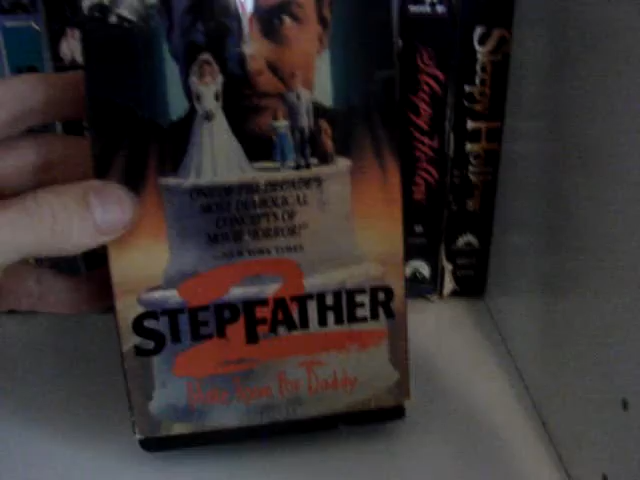 "ONE OF THE DECADE'S
MOST DIABOLICAL
CONCEPTS OF
MOVIE HORROR!"
—NEW YORK TIMES
2
STEPFATHER
Make Room For Daddy
Sleepy Hollow
Sleepy Hollow